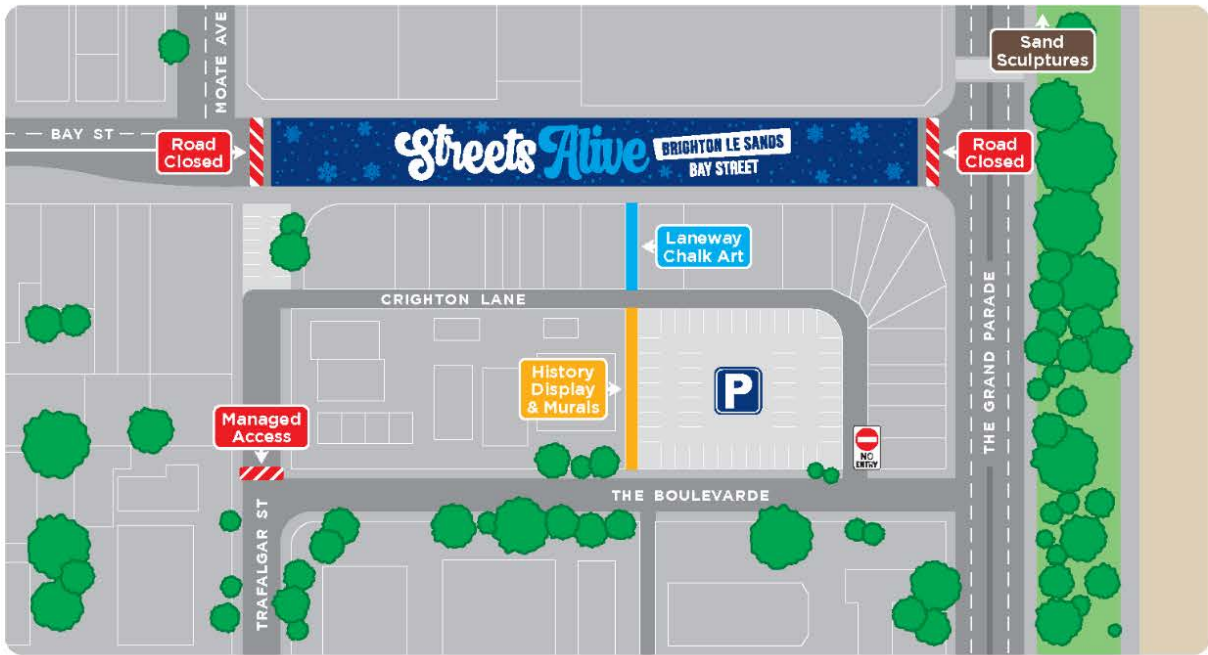 MOATE AVE
Sand
Sculptures
BAY ST
Road
Closed
Streets Alive
BRIGHTON LE SANDS
BAY STREET
Road
Closed
Laneway
Chalk Art
CRIGHTON LANE
THE GRAND PARADE
History
Display
& Murals
P
Managed
Access
NO
ENTRY
THE BOULEVARDE
TRAFALGAR ST